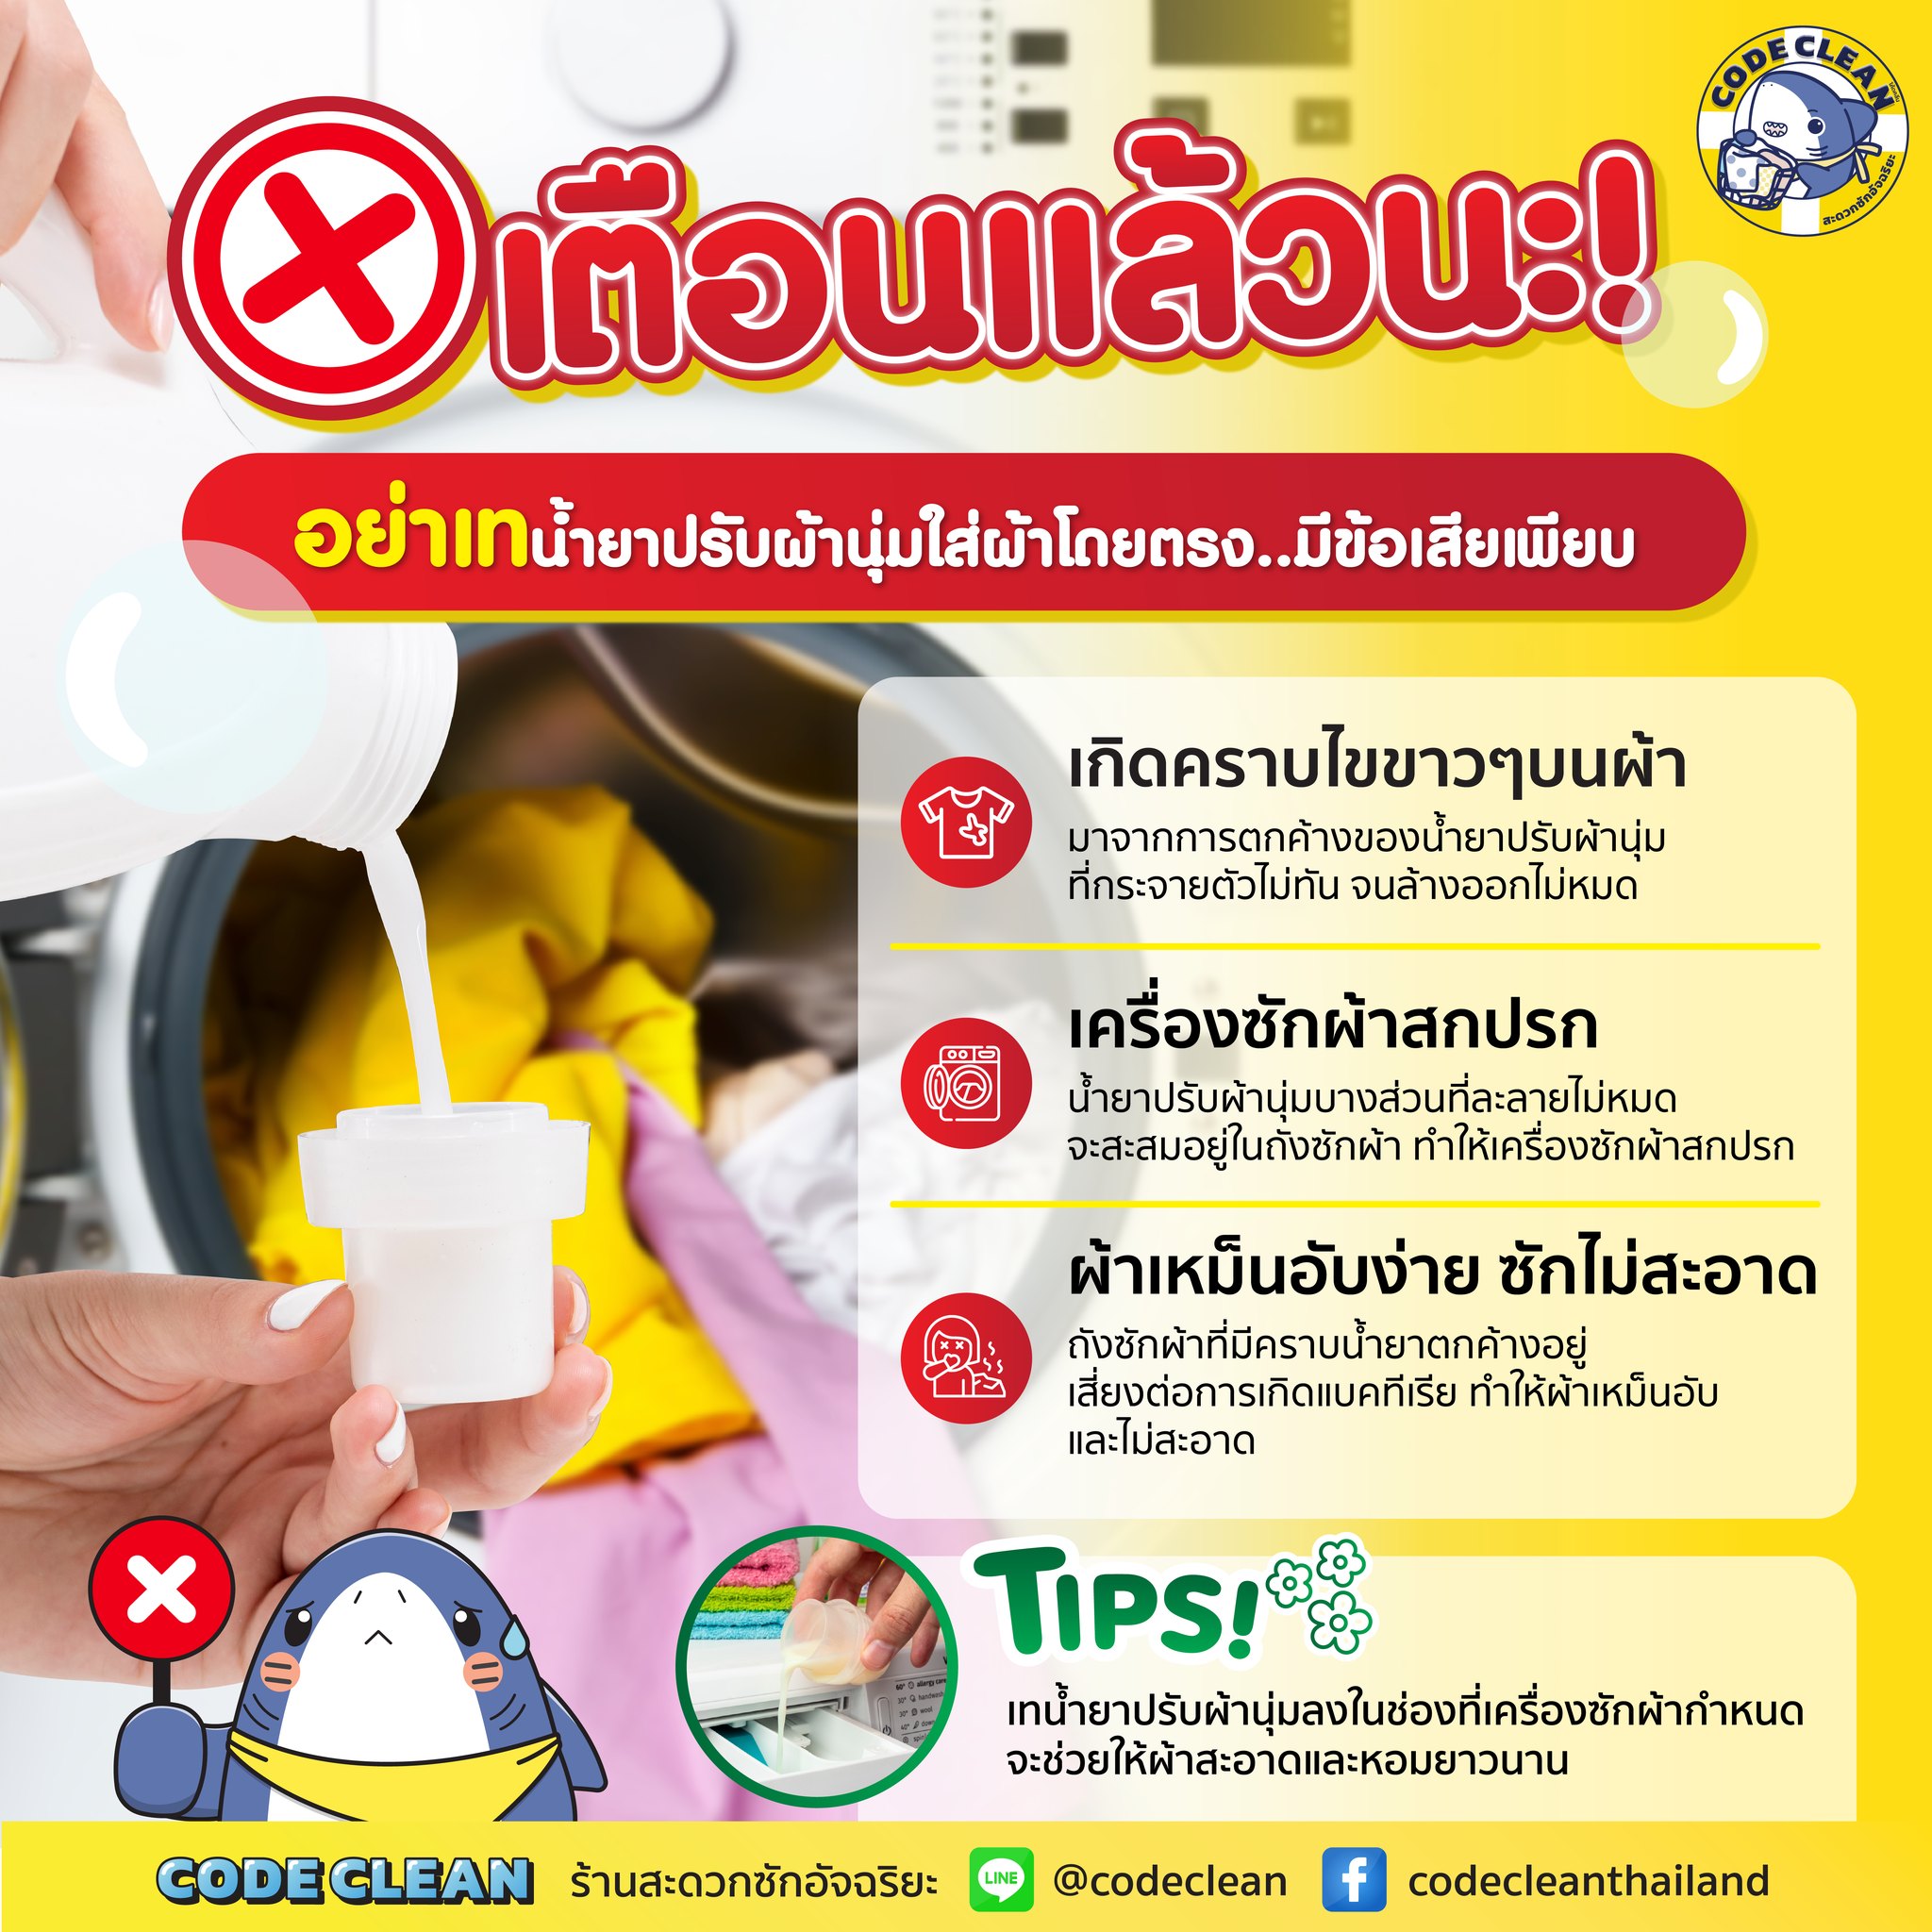 CODE CLEAN
สะดวกซักอัจฉริยะ
เตือนแล้วนะ!
อย่าเทน้ำยาปรับผ้านุ่มใส่ผ้าโดยตรง..มีข้อเสียเพียบ
เกิดคราบไขขาวๆบนผ้า
มาจากการตกค้างของน้ำยาปรับผ้านุ่ม
ที่กระจายตัวไม่ทัน จนล้างออกไม่หมด
เครื่องซักผ้าสกปรก
น้ำยาปรับผ้านุ่มบางส่วนที่ละลายไม่หมด
จะสะสมอยู่ในถังซักผ้า ทำให้เครื่องซักผ้าสกปรก
ผ้าเหม็นอับง่าย ซักไม่สะอาด
ถังซักผ้าที่มีคราบน้ำยาตกค้างอยู่
เสี่ยงต่อการเกิดแบคทีเรีย ทำให้ผ้าเหม็นอับ
และไม่สะอาด
TIPS!
60° allergy care
30° handwash
30° wool
40°
เทน้ำยาปรับผ้านุ่มลงในช่องที่เครื่องซักผ้ากำหนด
จะช่วยให้ผ้าสะอาดและหอมยาวนาน
CODE CLEAN ร้านสะดวกซักอัจฉริยะ LINE @codeclean f codecleanthailand